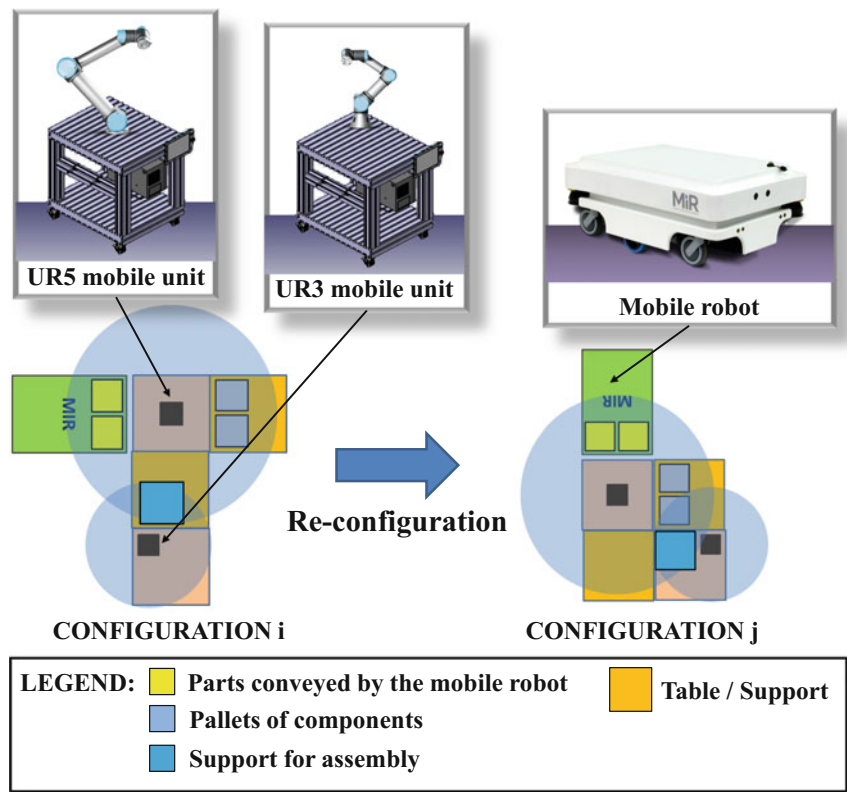 UR5 mobile unit
UR3 mobile unit
MiR
Mobile robot
MIR
MIR
Re-configuration
CONFIGURATION i
CONFIGURATION j
LEGEND:
Parts conveyed by the mobile robot
Table / Support
Pallets of components
Support for assembly